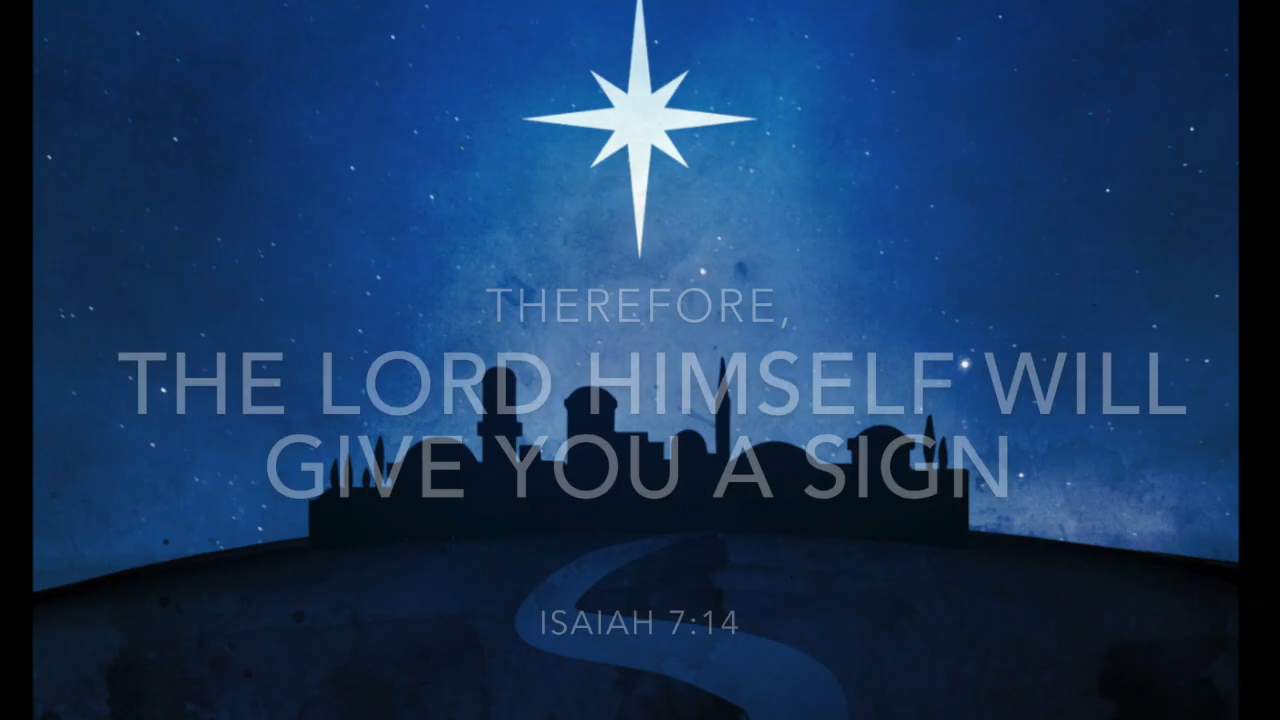 THEREFORE,
THE LORD HIMSELF WILL
GIVE YOU A SIGN
ISAIAH 7:14